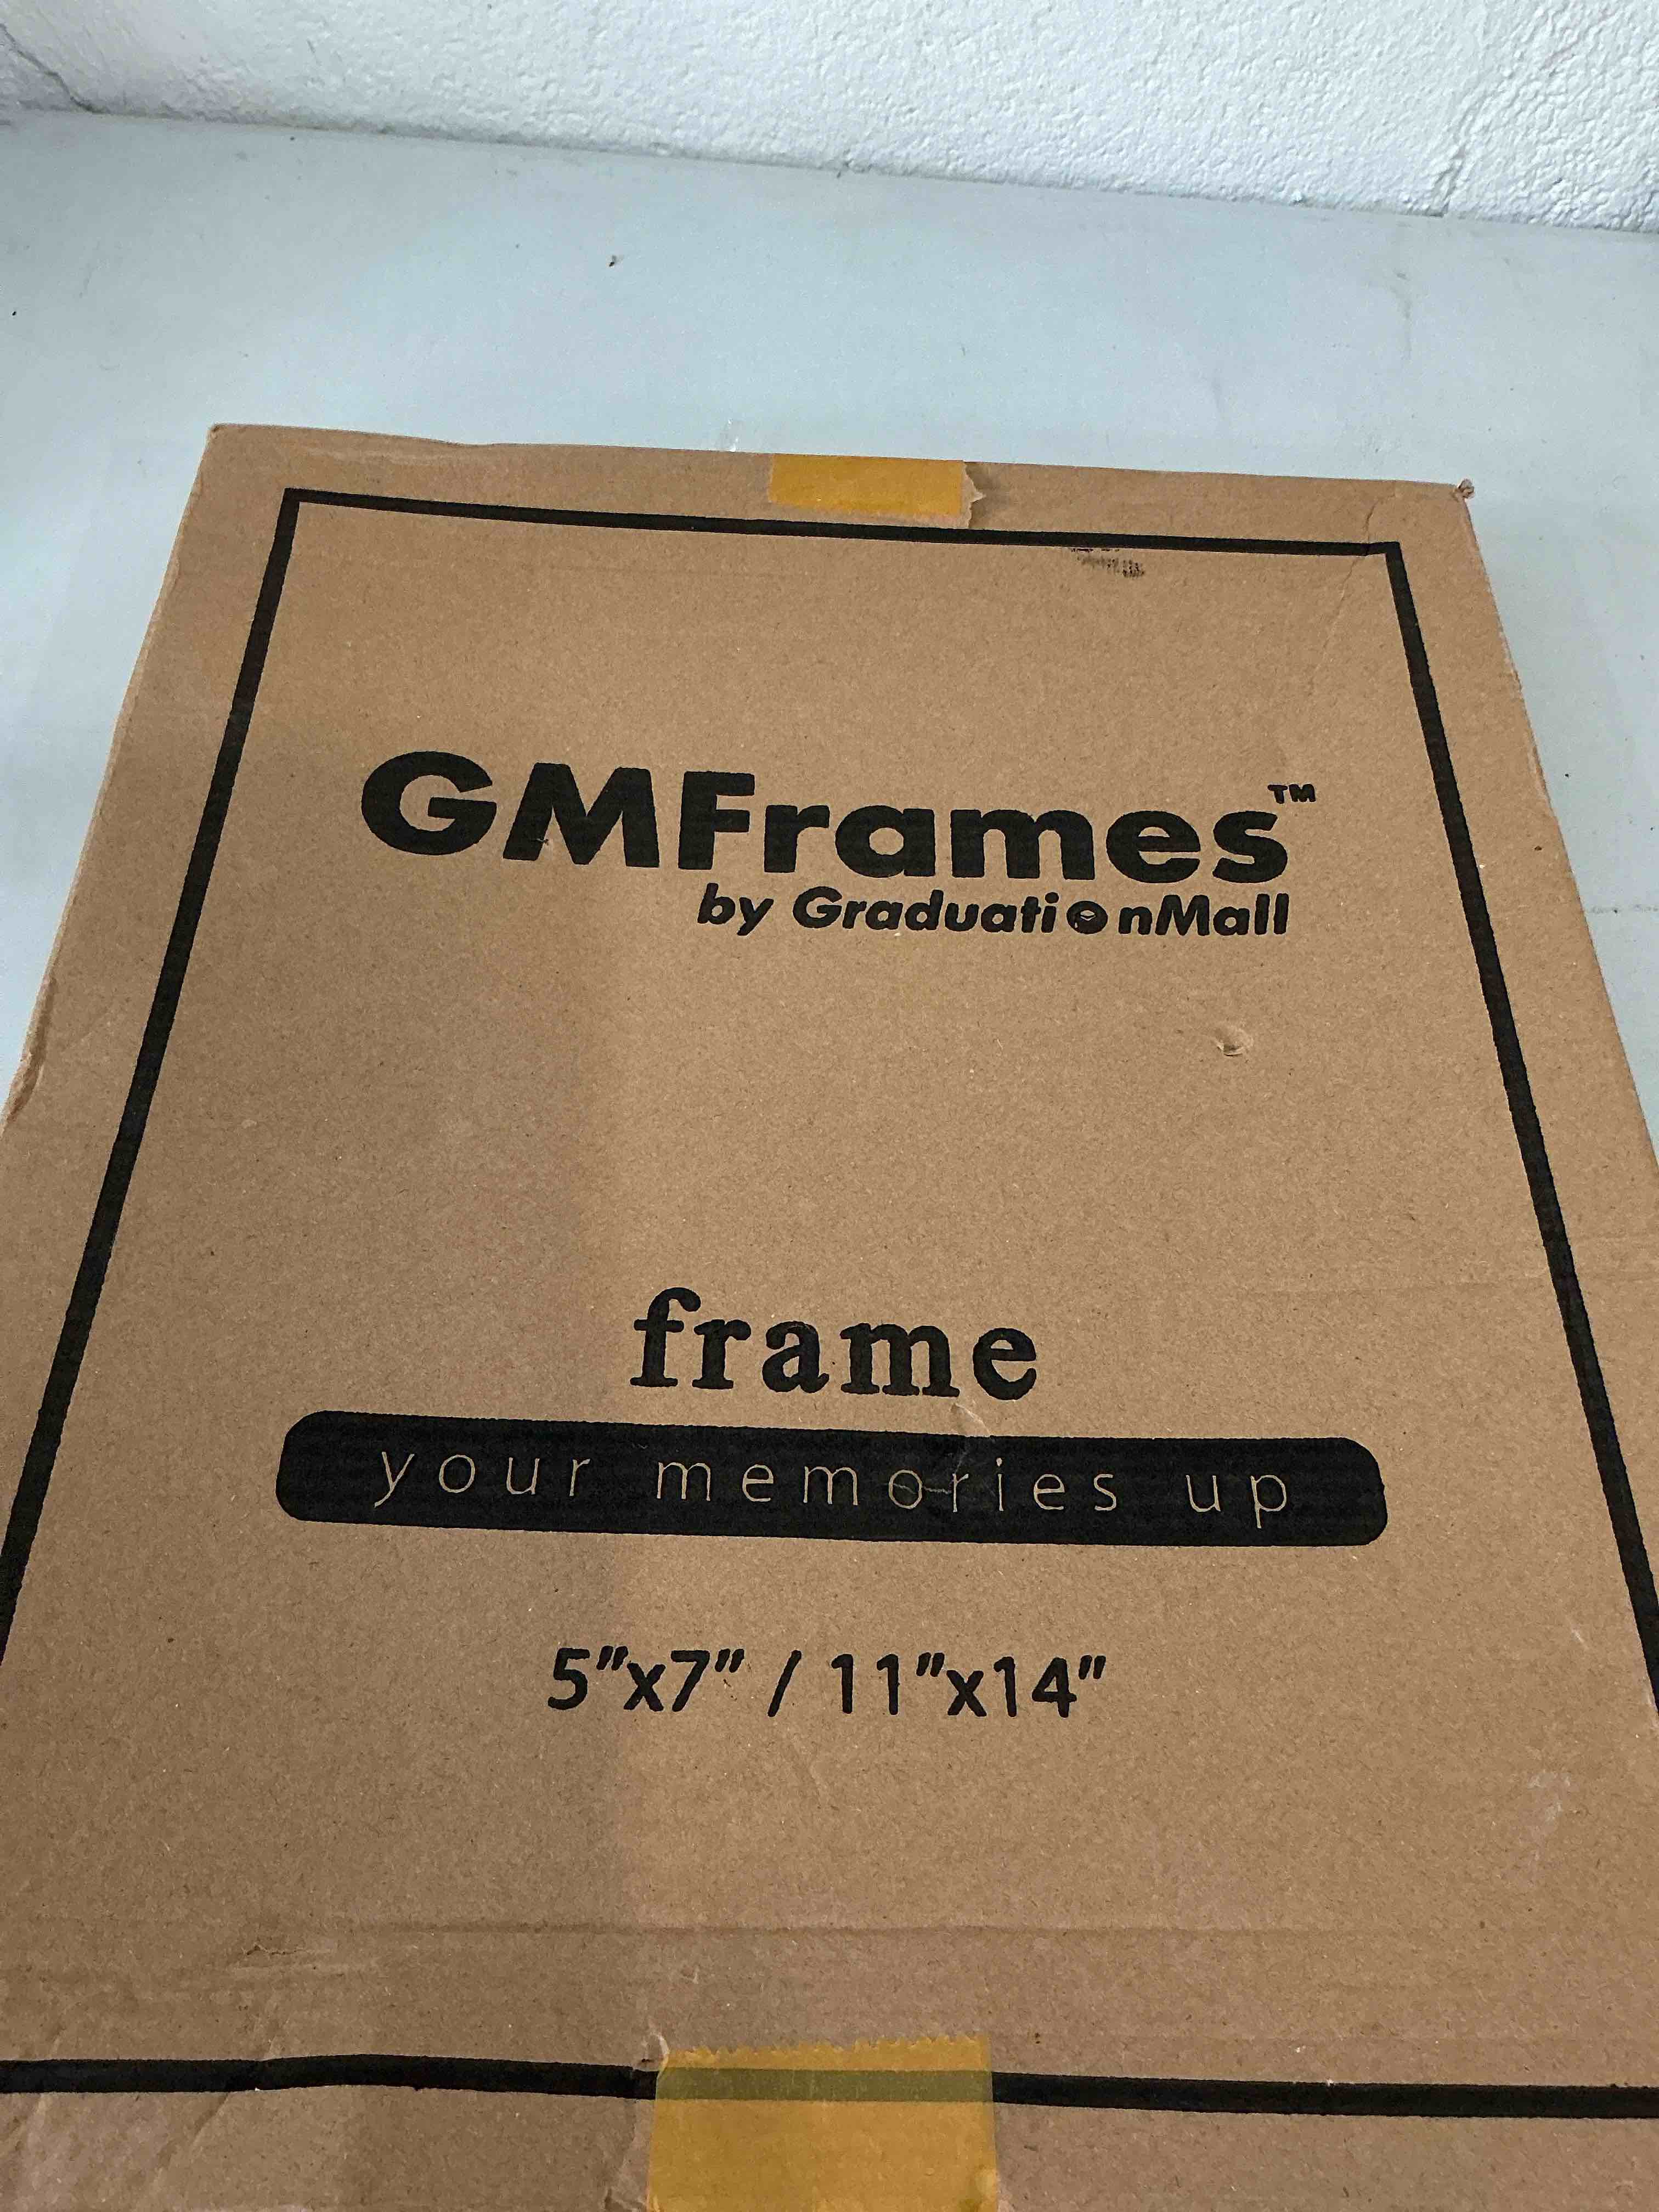 GMFrames™
by GraduationMall
frame
your memories up
5"x7" / 11"x14"